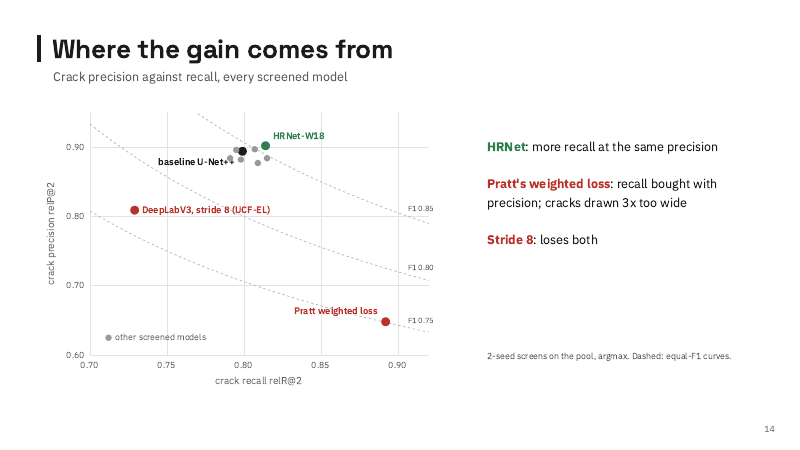 Where the gain comes from
Crack precision against recall, every screened model
HRNet-W18
baseline U-Net++
DeepLabV3, stride 8 (UCF-EL)
Pratt weighted loss
other screened models
F1 0.85
F1 0.80
F1 0.75
0.90
0.80
0.70
0.60
0.70
0.75
0.80
0.85
0.90
crack precision relP@2
crack recall relR@2
HRNet: more recall at the same precision
Pratt's weighted loss: recall bought with
precision; cracks drawn 3x too wide
Stride 8: loses both
2-seed screens on the pool, argmax. Dashed: equal-F1 curves.
14